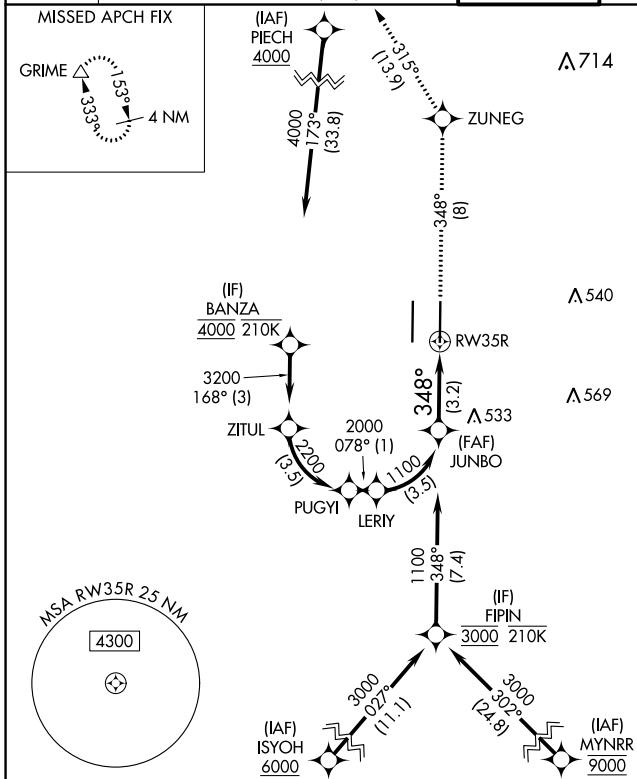 MISSED APCH FIX
GRIME
153°
333°
4 NM
(IAF)
PIECH
4000
4000
173°
(33.8)
315°
(13.9)
714
ZUNEG
348°
(8)
(IF)
BANZA
4000 210K
540
RW35R
3200
168° (3)
348°
(3.2)
569
533
ZITUL
2000
078° (1)
(FAF)
JUNBO
2200
(3.5)
1100
(3.5)
PUGYI
LERIY
1100
348°
(7.4)
(IF)
FIPIN
3000 210K
MSA RW35R 25 NM
4300
3000
027°
(11.1)
3000
302°
(24.8)
(IAF)
ISYOH
6000
(IAF)
MYNRR
9000